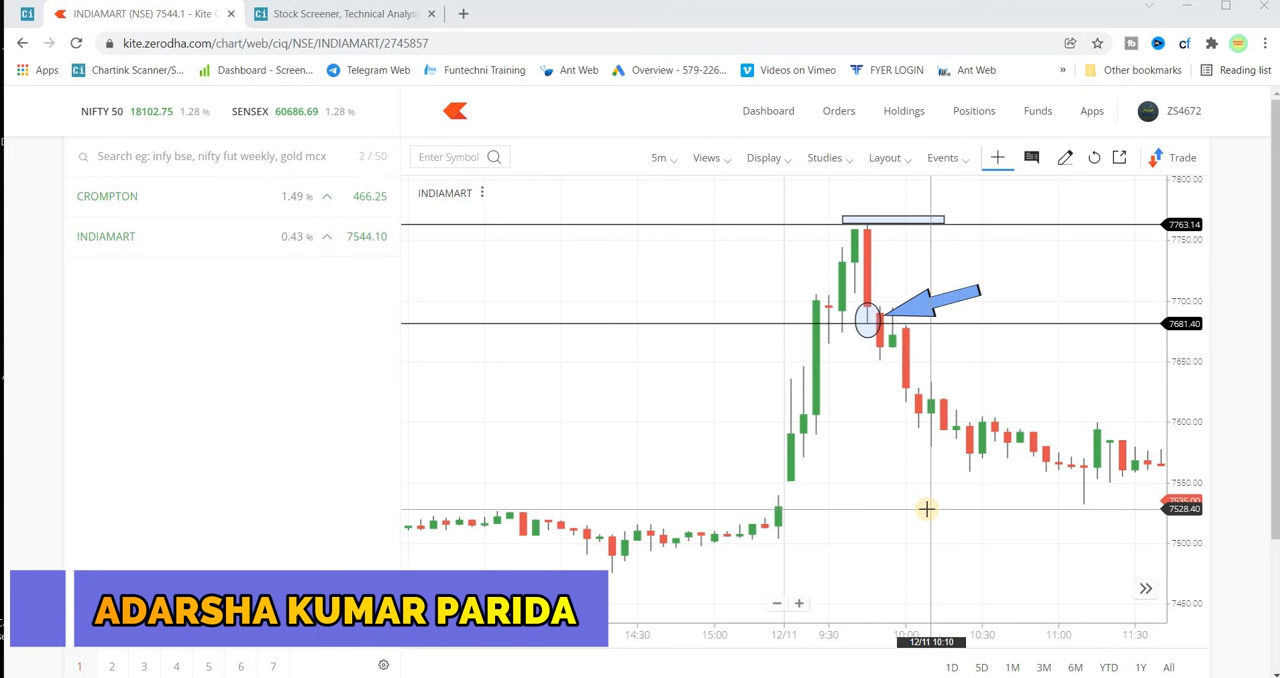 INDIAMART (NSE) 7544.1 - Kite C
Stock Screener, Technical Analysi
kite.zerodha.com/chart/web/ciq/NSE/INDIAMART/2745857
Apps
Chartink Scanner/S...
Dashboard - Screen...
Telegram Web
Funtechni Training
Ant Web
Overview - 579-226...
Videos on Vimeo
FYER LOGIN
Ant Web
»
Other bookmarks
Reading list
NIFTY 50 18102.75 1.28 %
SENSEX 60686.69 1.28 %
Dashboard
Orders
Holdings
Positions
Funds
Apps
ZS4672
Search eg: infy bse, nifty fut weekly, gold mcx
2 / 50
CROMPTON 1.49 % 466.25
INDIAMART 0.43 % 7544.10
Enter Symbol
5m
Views
Display
Studies
Layout
Events
Trade
INDIAMART
7800.00
7763.14
7750.00
7700.00
7681.40
7650.00
7600.00
7550.00
7535.00
7528.40
7500.00
7450.00
ADARSHA KUMAR PARIDA
14:30
15:00
12/11
9:30
10:00
10:30
11:00
11:30
12/11 10:10
1 2 3 4 5 6 7
1D 5D 1M 3M 6M YTD 1Y All